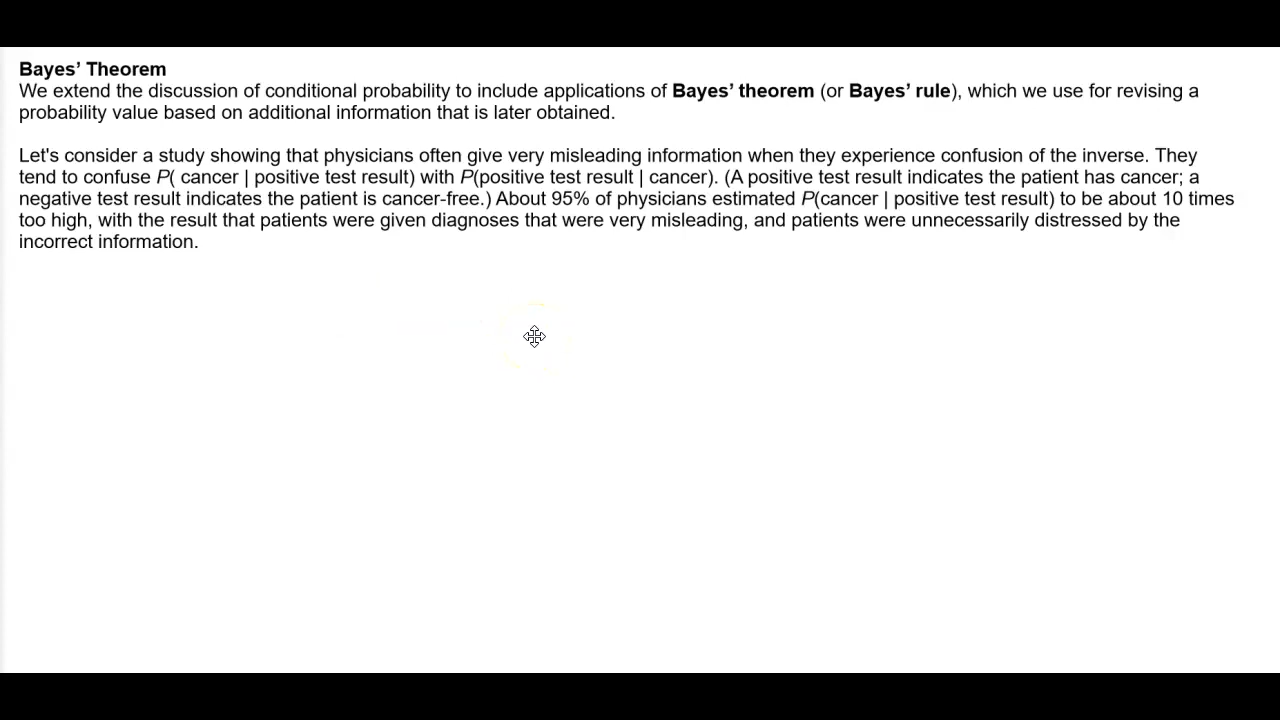 Bayes’ Theorem
We extend the discussion of conditional probability to include applications of Bayes’ theorem (or Bayes’ rule), which we use for revising a
probability value based on additional information that is later obtained.
Let's consider a study showing that physicians often give very misleading information when they experience confusion of the inverse. They
tend to confuse P( cancer | positive test result) with P(positive test result | cancer). (A positive test result indicates the patient has cancer; a
negative test result indicates the patient is cancer-free.) About 95% of physicians estimated P(cancer | positive test result) to be about 10 times
too high, with the result that patients were given diagnoses that were very misleading, and patients were unnecessarily distressed by the
incorrect information.